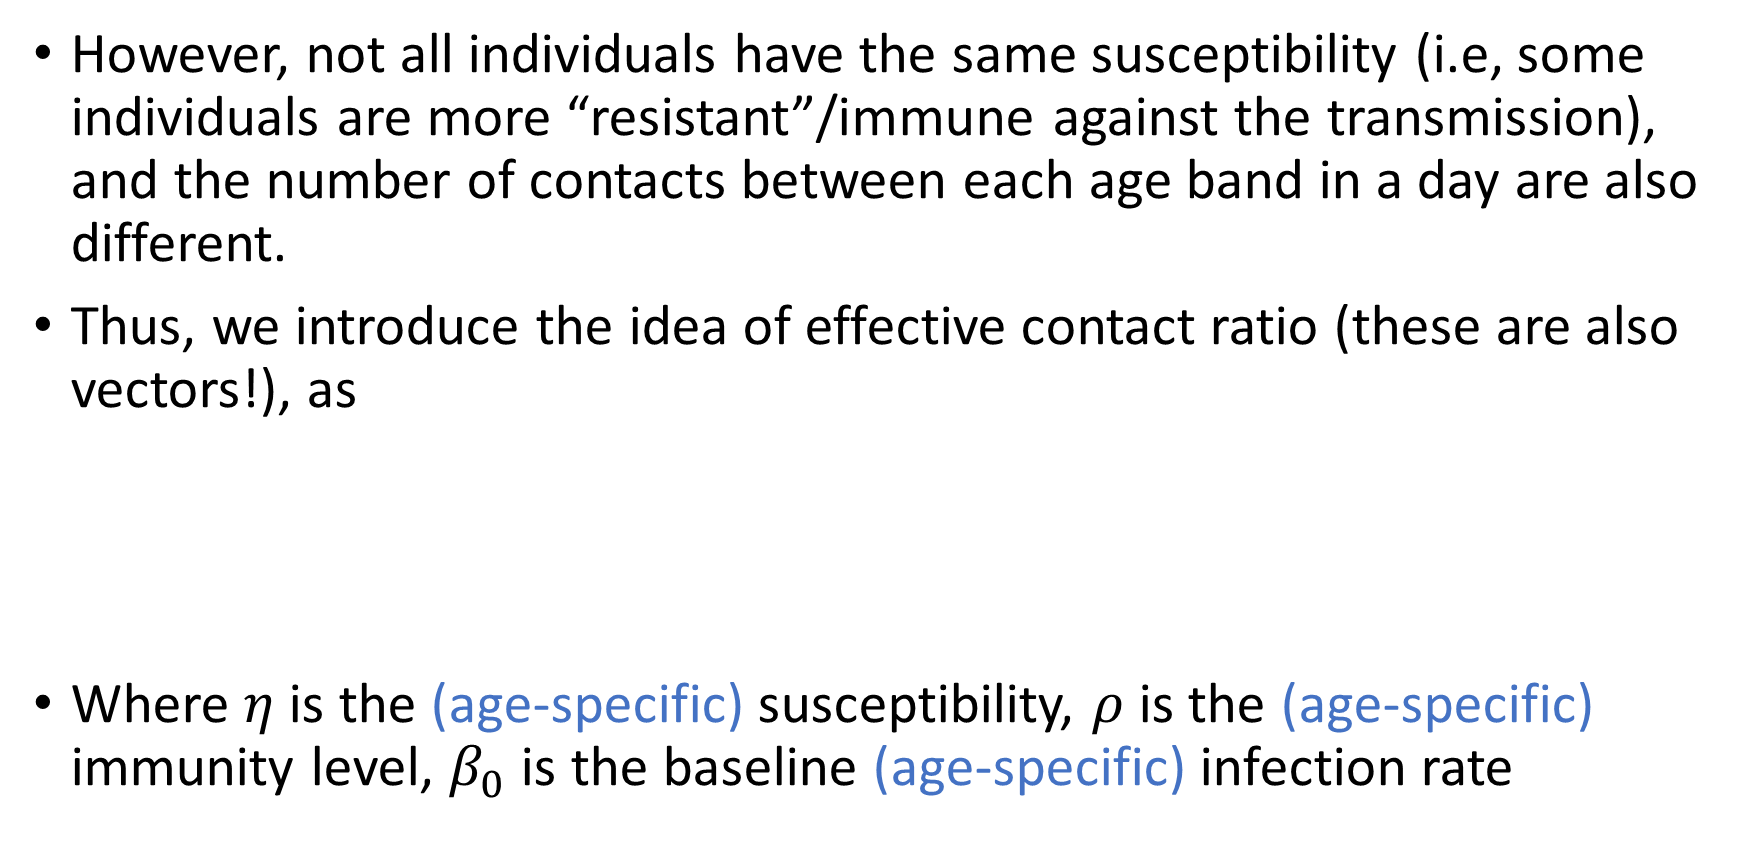 • However, not all individuals have the same susceptibility (i.e, some
individuals are more “resistant”/immune against the transmission),
and the number of contacts between each age band in a day are also
different.
• Thus, we introduce the idea of effective contact ratio (these are also
vectors!), as
• Where 𝜂 is the (age-specific) susceptibility, 𝜌 is the (age-specific)
immunity level, 𝛽₀ is the baseline (age-specific) infection rate